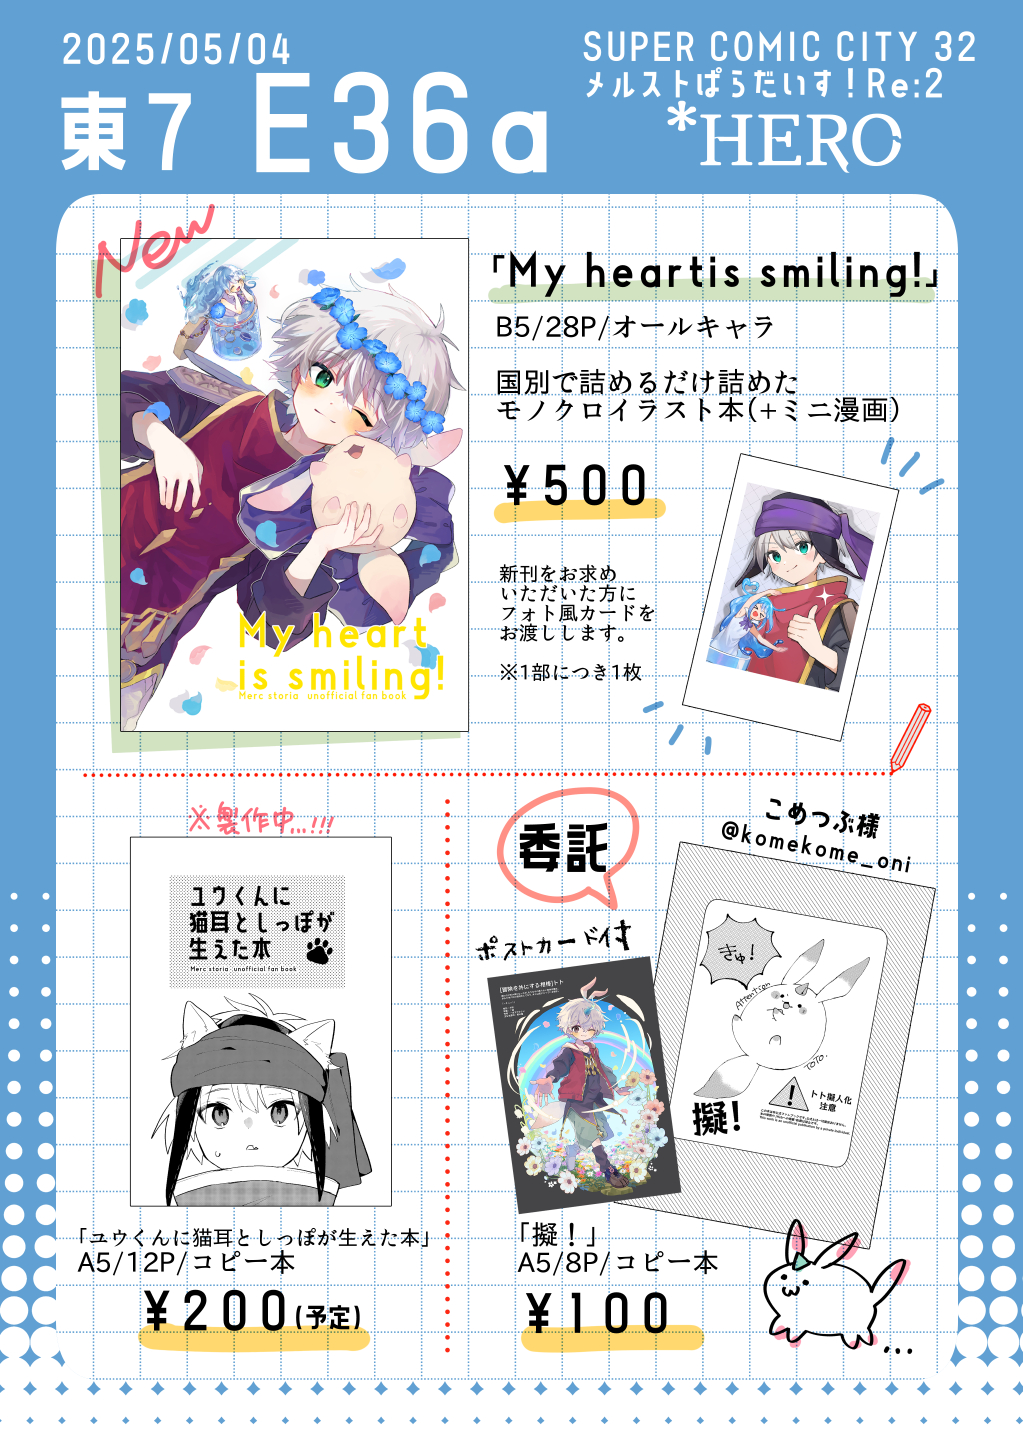 2025/05/04
東7 E36a
SUPER COMIC CITY 32
メルストぱらだいす！Re:2
*HERO
New
My heart
is smiling!
Merc storia unofficial fan book
「My heartis smiling!」
B5/28P/オールキャラ
国別で詰めるだけ詰めた
モノクロイラスト本(+ミニ漫画)
¥500
新刊をお求め
いただいた方に
フォト風カードを
お渡しします。
※1部につき1枚
※製作中...!!!
ユウくんに
猫耳としっぽが
生えた本
Merc storia unofficial fan book
「ユウくんに猫耳としっぽが生えた本」
A5/12P/コピー本
¥200(予定)
委託
こめつぶ様
@komekome_oni
ポストカード付
きゅ！
Attention
TOTO.
トト擬人化
注意
擬!
「擬！」
A5/8P/コピー本
¥100
...